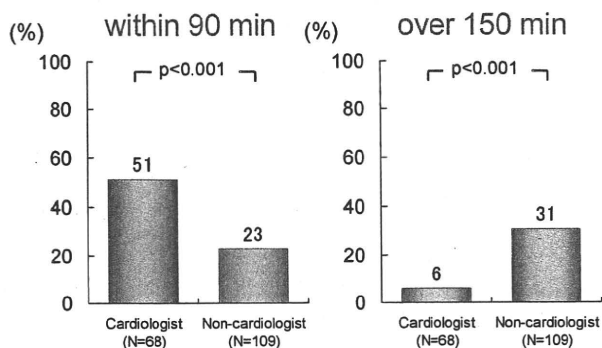 (%) within 90 min
100
80
60
40
20
0
p<0.001
51
23
Cardiologist
(N=68)
Non-cardiologist
(N=109)
(%) over 150 min
100
80
60
40
20
0
p<0.001
6
31
Cardiologist
(N=68)
Non-cardiologist
(N=109)